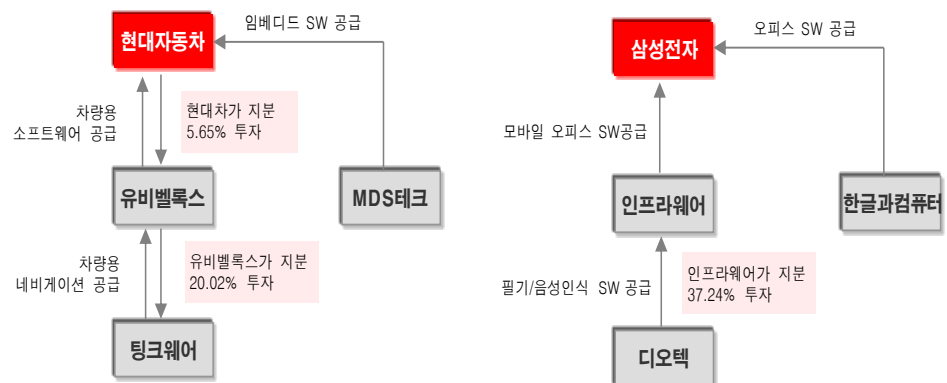 임베디드 SW 공급
현대자동차
차량용
소프트웨어 공급
현대차가 지분
5.65% 투자
유비벨록스
MDS테크
차량용
네비게이션 공급
유비벨록스가 지분
20.02% 투자
팅크웨어
오피스 SW 공급
삼성전자
모바일 오피스 SW공급
인프라웨어
한글과컴퓨터
필기/음성인식 SW 공급
인프라웨어가 지분
37.24% 투자
디오텍